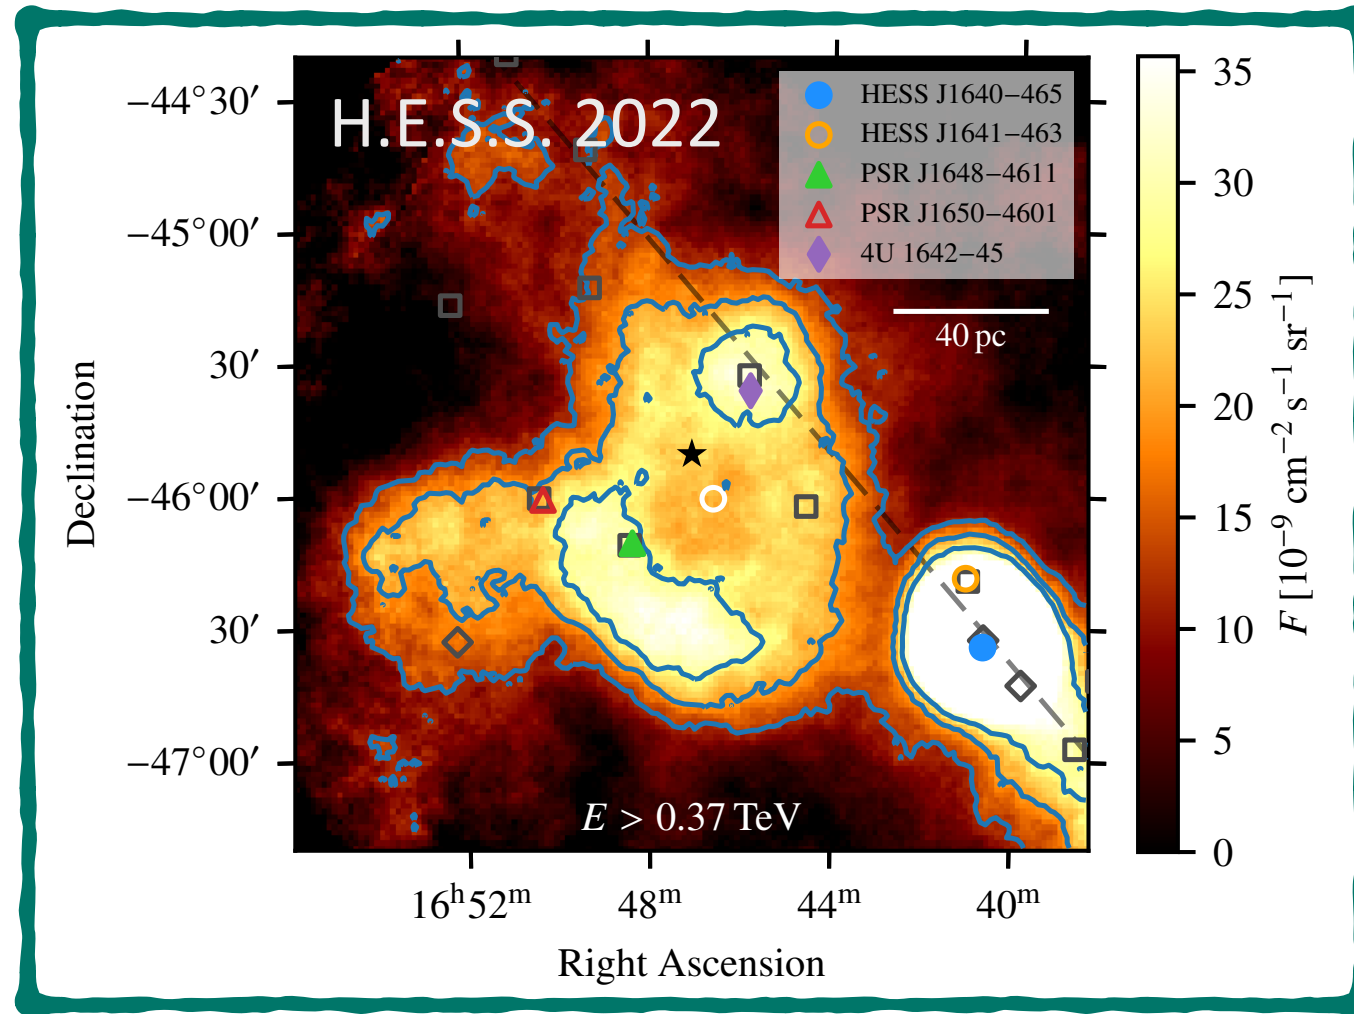 H.E.S.S. 2022
HESS J1640−465
HESS J1641−463
PSR J1648−4611
PSR J1650−4601
4U 1642−45
40 pc
E > 0.37 TeV
−44°30′
−45°00′
30′
−46°00′
30′
−47°00′
Declination
16ʰ52ᵐ
48ᵐ
44ᵐ
40ᵐ
Right Ascension
35
30
25
20
15
10
5
0
F [10⁻⁹ cm⁻² s⁻¹ sr⁻¹]